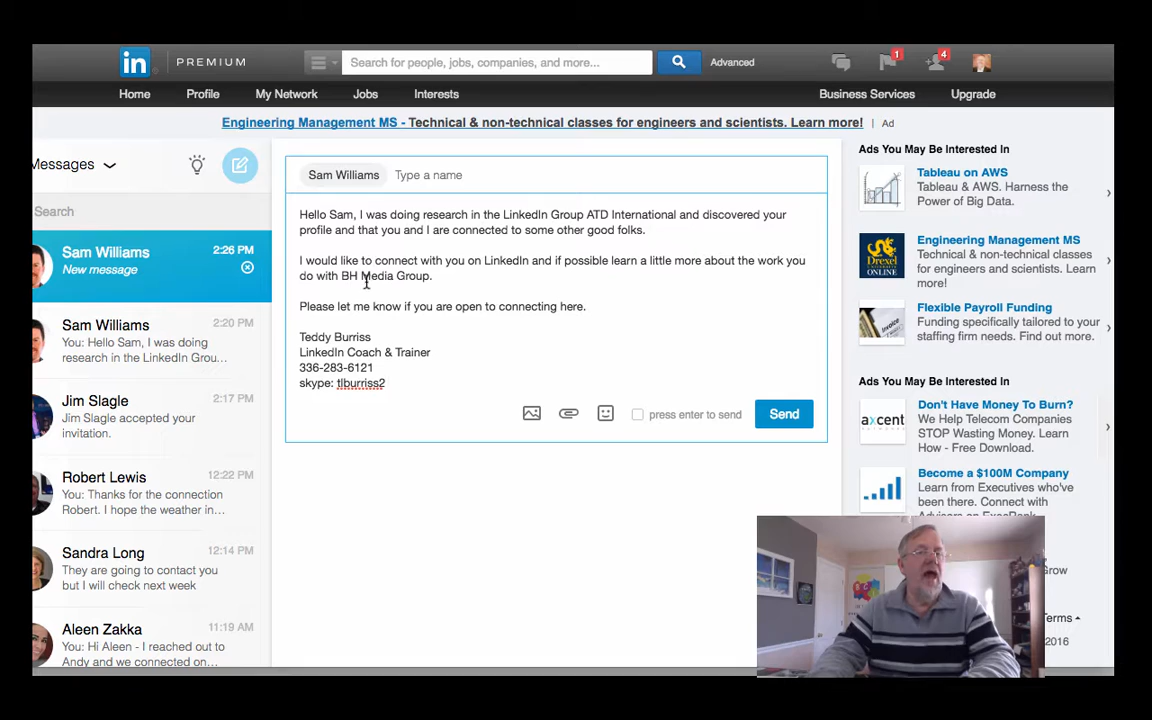 in PREMIUM
Search for people, jobs, companies, and more...
Advanced
1
4
Home Profile My Network Jobs Interests
Business Services Upgrade
Engineering Management MS - Technical & non-technical classes for engineers and scientists. Learn more! | Ad
Messages
Search
Sam Williams 2:26 PM
New message
Sam Williams 2:20 PM
You: Hello Sam, I was doing
research in the LinkedIn Grou...
Jim Slagle 2:17 PM
Jim Slagle accepted your
invitation.
Robert Lewis 12:22 PM
You: Thanks for the connection
Robert. I hope the weather in...
Sandra Long 12:14 PM
They are going to contact you
but I will check next week
Aleen Zakka 11:19 AM
You: Hi Aleen - I reached out to
Andy and we connected on...
Sam Williams Type a name
Hello Sam, I was doing research in the LinkedIn Group ATD International and discovered your
profile and that you and I are connected to some other good folks.
I would like to connect with you on LinkedIn and if possible learn a little more about the work you
do with BH Media Group.
Please let me know if you are open to connecting here.
Teddy Burriss
LinkedIn Coach & Trainer
336-283-6121
skype: tlburriss2
press enter to send Send
Ads You May Be Interested In
Tableau on AWS
Tableau & AWS. Harness the
Power of Big Data.
Drexel
UNIVERSITY
ONLINE
Engineering Management MS
Technical & non-technical classes
for engineers and scientists. Learn
more!
Invoice
Flexible Payroll Funding
Funding specifically tailored to your
staffing firm needs. Find out more.
Ads You May Be Interested In
axcent
Don't Have Money To Burn?
We Help Telecom Companies
STOP Wasting Money. Learn
How - Free Download.
Become a $100M Company
Learn from Executives who've
been there. Connect with
Terms
2016